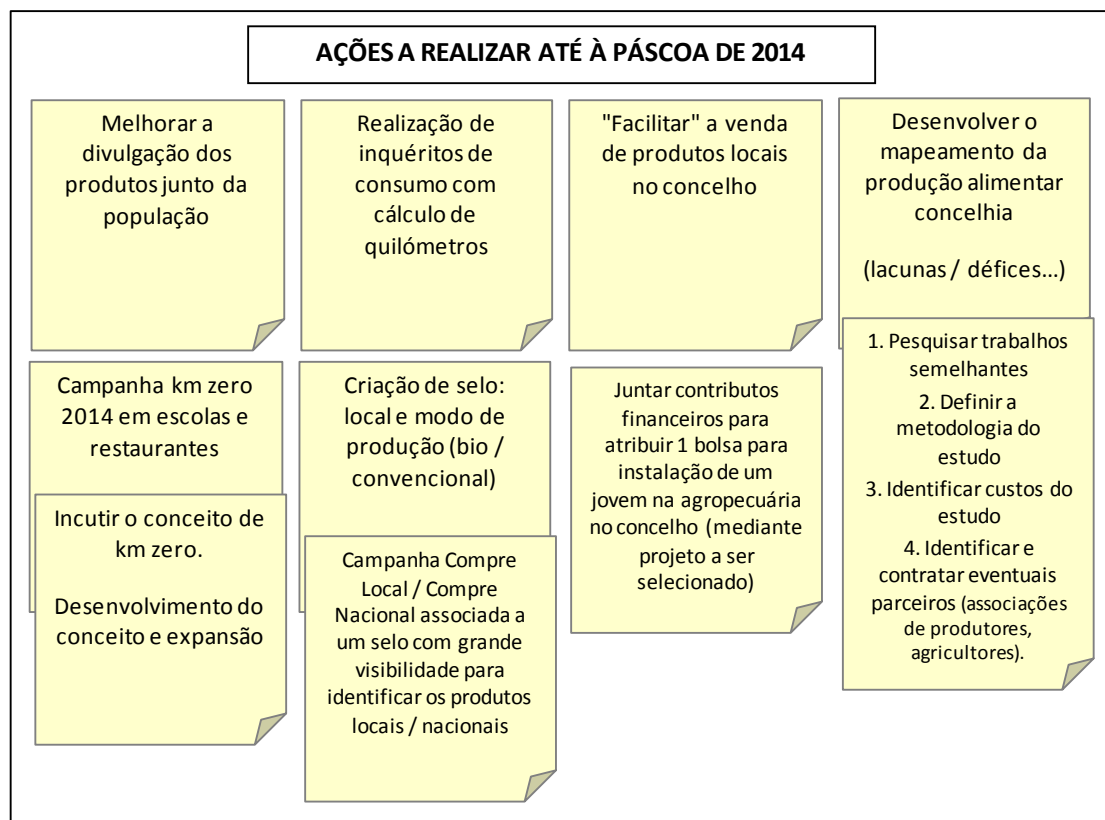 AÇÕES A REALIZAR ATÉ À PÁSCOA DE 2014
Melhorar a
divulgação dos
produtos junto da
população
Realização de
inquéritos de
consumo com
cálculo de
quilómetros
"Facilitar" a venda
de produtos locais
no concelho
Desenvolver o
mapeamento da
produção alimentar
concelhia
(lacunas / défices...)
Campanha km zero
2014 em escolas e
restaurantes
Incutir o conceito de
km zero.
Desenvolvimento do
conceito e expansão
Criação de selo:
local e modo de
produção (bio /
convencional)
Campanha Compre
Local / Compre
Nacional associada a
um selo com grande
visibilidade para
identificar os produtos
locais / nacionais
Juntar contributos
financeiros para
atribuir 1 bolsa para
instalação de um
jovem na agropecuária
no concelho (mediante
projeto a ser
selecionado)
1. Pesquisar trabalhos
semelhantes
2. Definir a
metodologia do
estudo
3. Identificar custos do
estudo
4. Identificar e
contratar eventuais
parceiros (associações
de produtores,
agricultores).